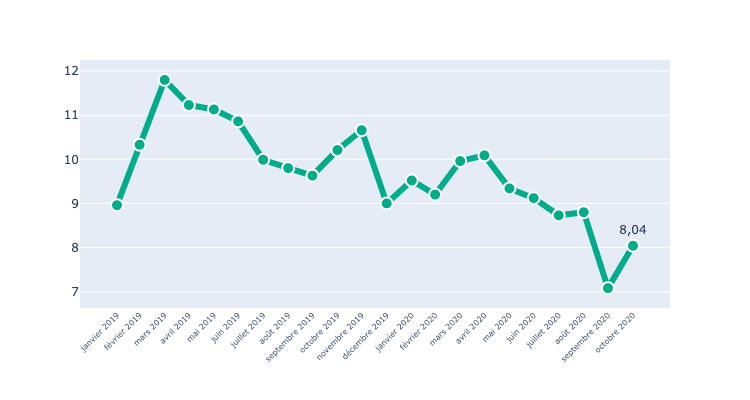 12
11
10
9
8
7
8,04
janvier 2019
février 2019
mars 2019
avril 2019
mai 2019
juin 2019
juillet 2019
août 2019
septembre 2019
octobre 2019
novembre 2019
décembre 2019
janvier 2020
février 2020
mars 2020
avril 2020
mai 2020
juin 2020
juillet 2020
août 2020
septembre 2020
octobre 2020